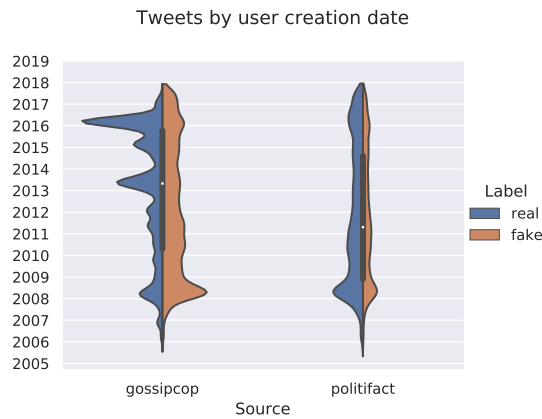 Tweets by user creation date
2019
2018
2017
2016
2015
2014
2013
2012
2011
2010
2009
2008
2007
2006
2005
gossipcop politifact
Source
Label
real
fake